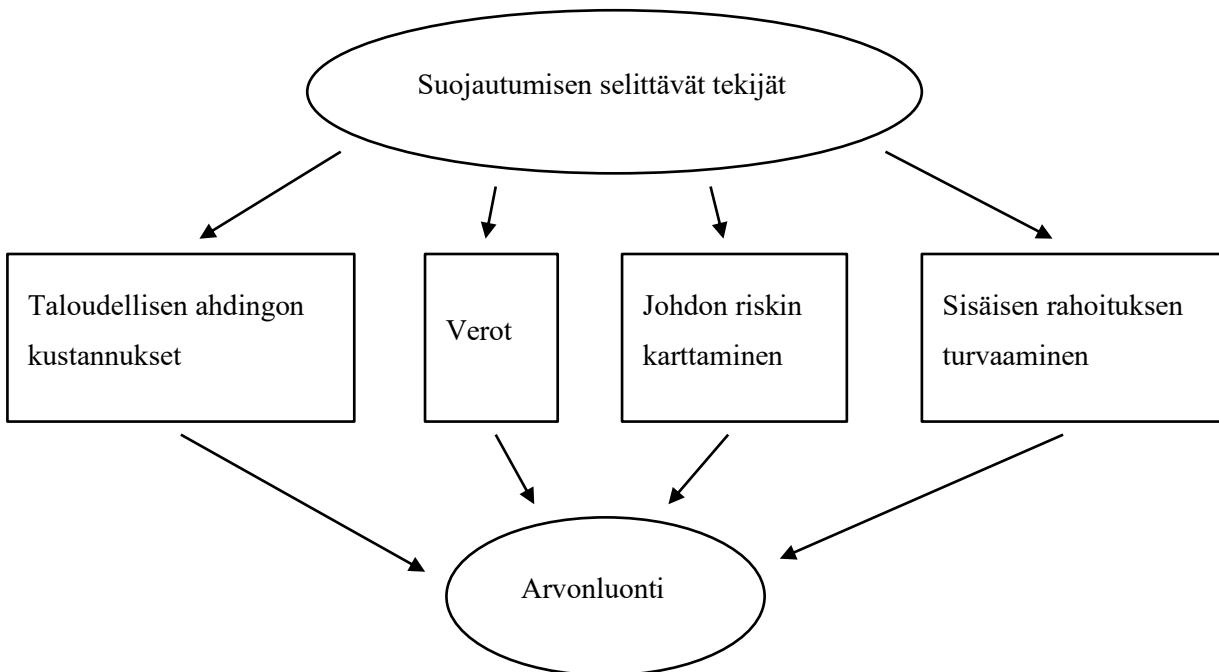 Suojautumisen selittävät tekijät
Taloudellisen ahdingon
kustannukset
Verot
Johdon riskin
karttaminen
Sisäisen rahoituksen
turvaaminen
Arvonluonti